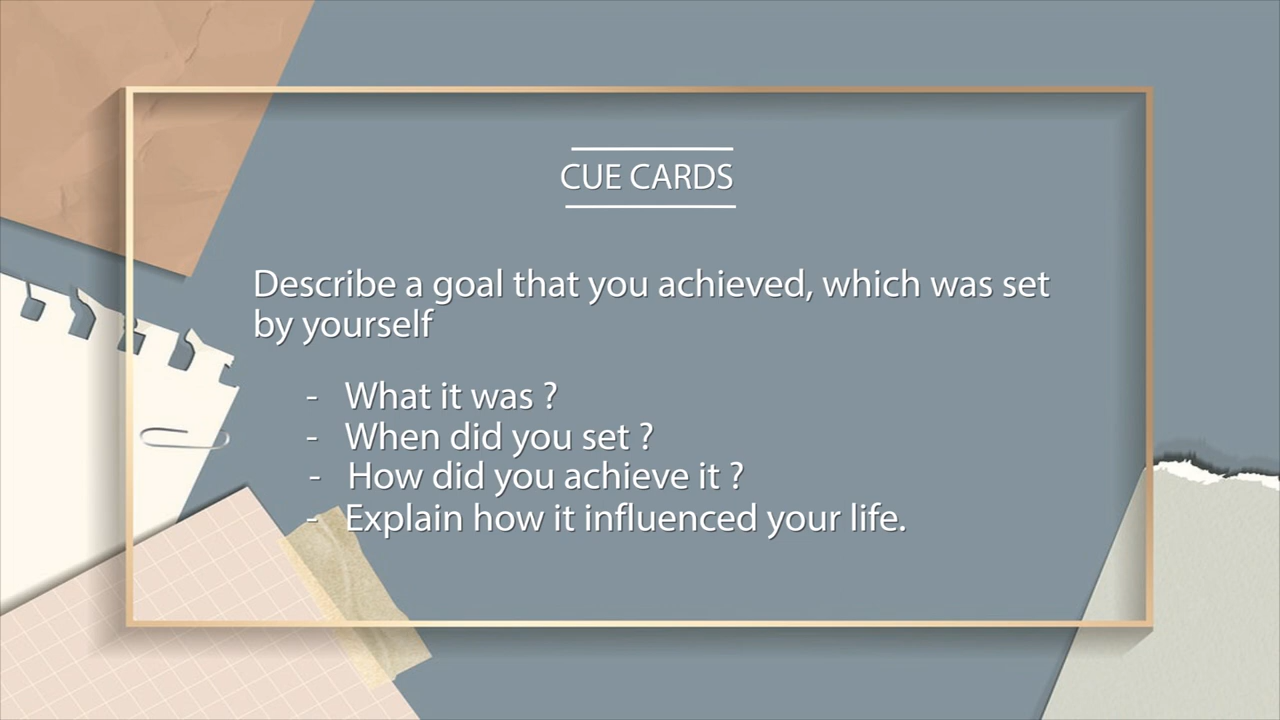 CUE CARDS
Describe a goal that you achieved, which was set
by yourself
- What it was ?
- When did you set ?
- How did you achieve it ?
- Explain how it influenced your life.